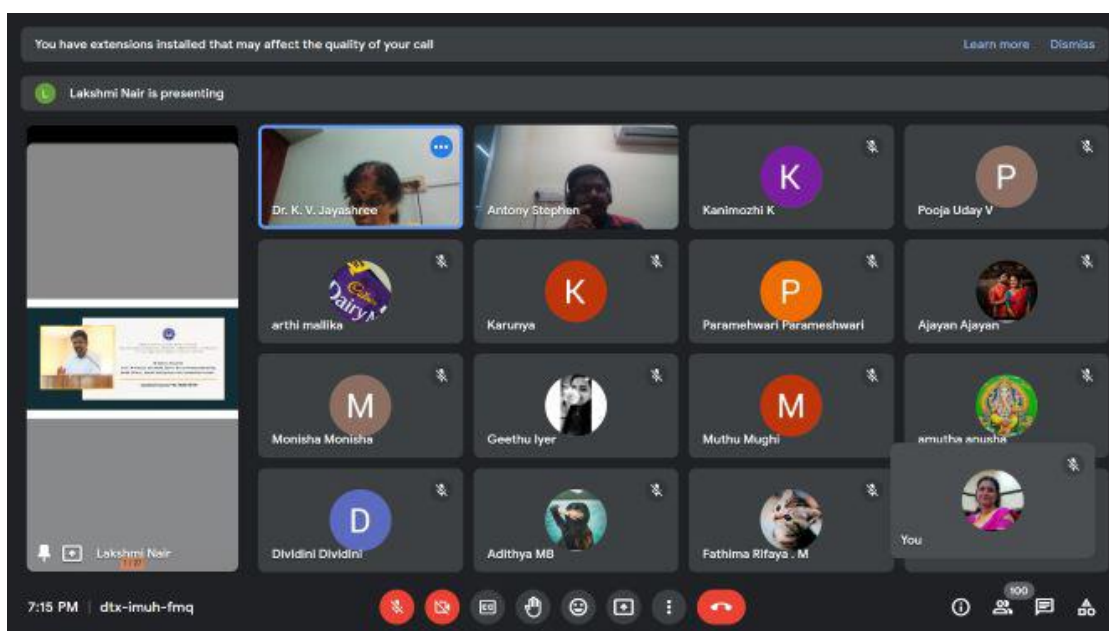 You have extensions installed that may affect the quality of your call
Learn more
Dismiss
L
Lakshmi Nair is presenting
Dr. K. V. Jayashree
Antony Stephen
K
Kanimozhi K
P
Pooja Uday V
Dairy
arthi mallika
K
Karunya
P
Paramehwari Parameshwari
Ajayan Ajayan
M
Monisha Monisha
Geethu Iyer
M
Muthu Mughi
amutha anusha
Lakshmi Nair
D
Dividini Dividini
Adithya MB
Fathima Rifaya . M
You
7:15 PM | dtx-imuh-fmq
CC
100